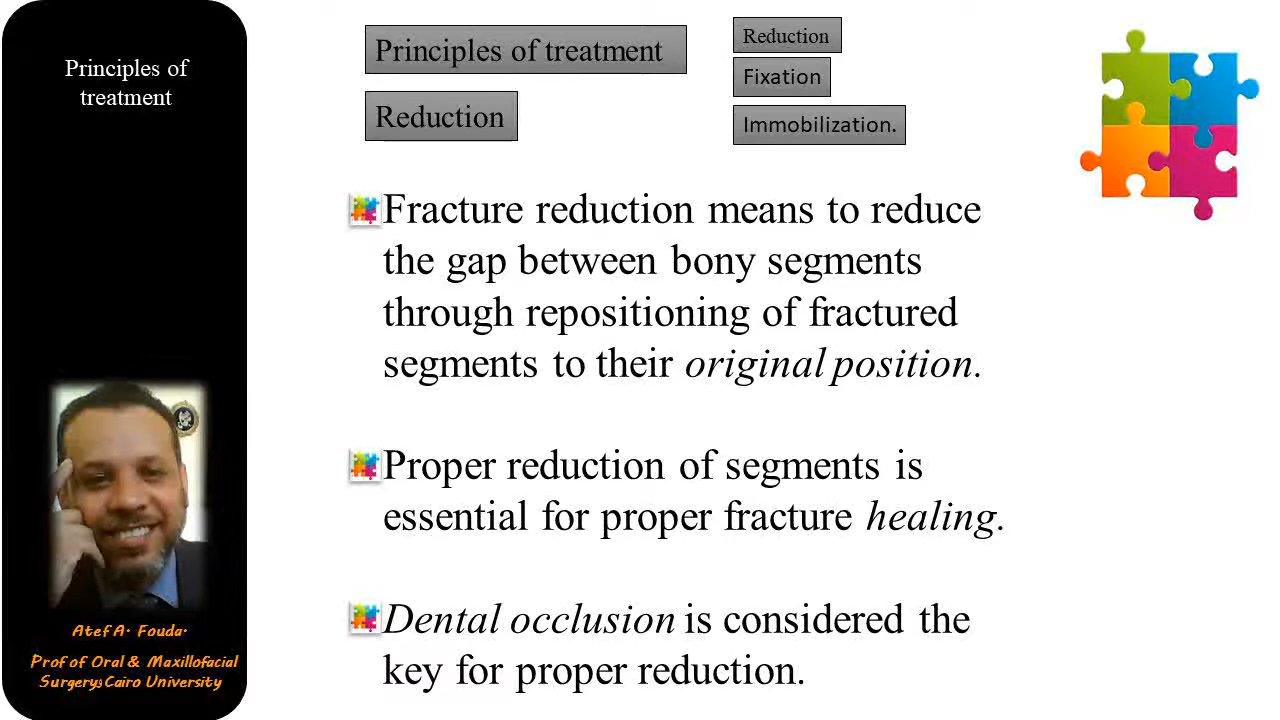 Principles of
treatment
Principles of treatment
Reduction
Reduction
Fixation
Immobilization.
Fracture reduction means to reduce
the gap between bony segments
through repositioning of fractured
segments to their original position.
Proper reduction of segments is
essential for proper fracture healing.
Dental occlusion is considered the
key for proper reduction.
Atef A. Fouda.
Prof of Oral & Maxillofacial
Surgery; Cairo University